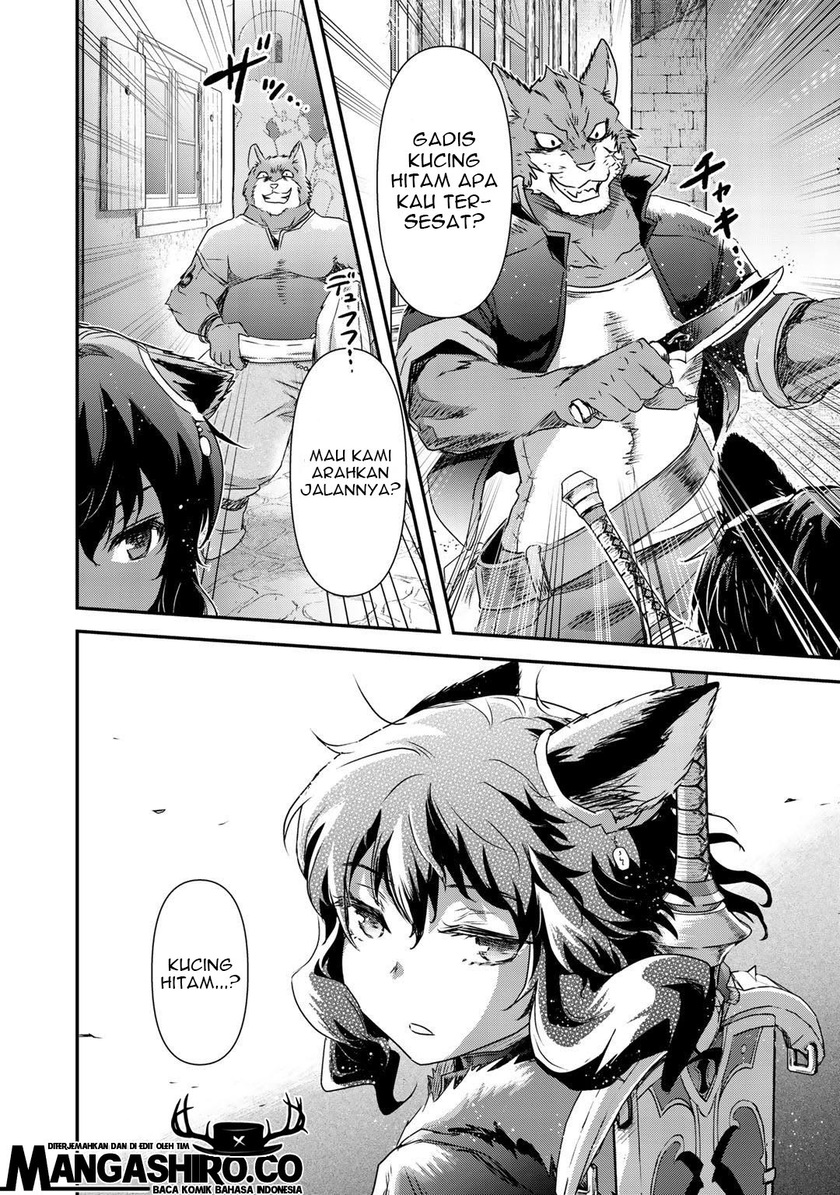 GADIS
KUCING
HITAM APA
KAU TER-
SESAT?
チャキ…
ザッ…
デュフフ…
MAU KAMI
ARAHKAN
JALANNYA?
KUCING
HITAM...?
DITERJEMAHKAN DAN DI EDIT OLEH TIM
MANGASHIRO.CO
BACA KOMIK BAHASA INDONESIA